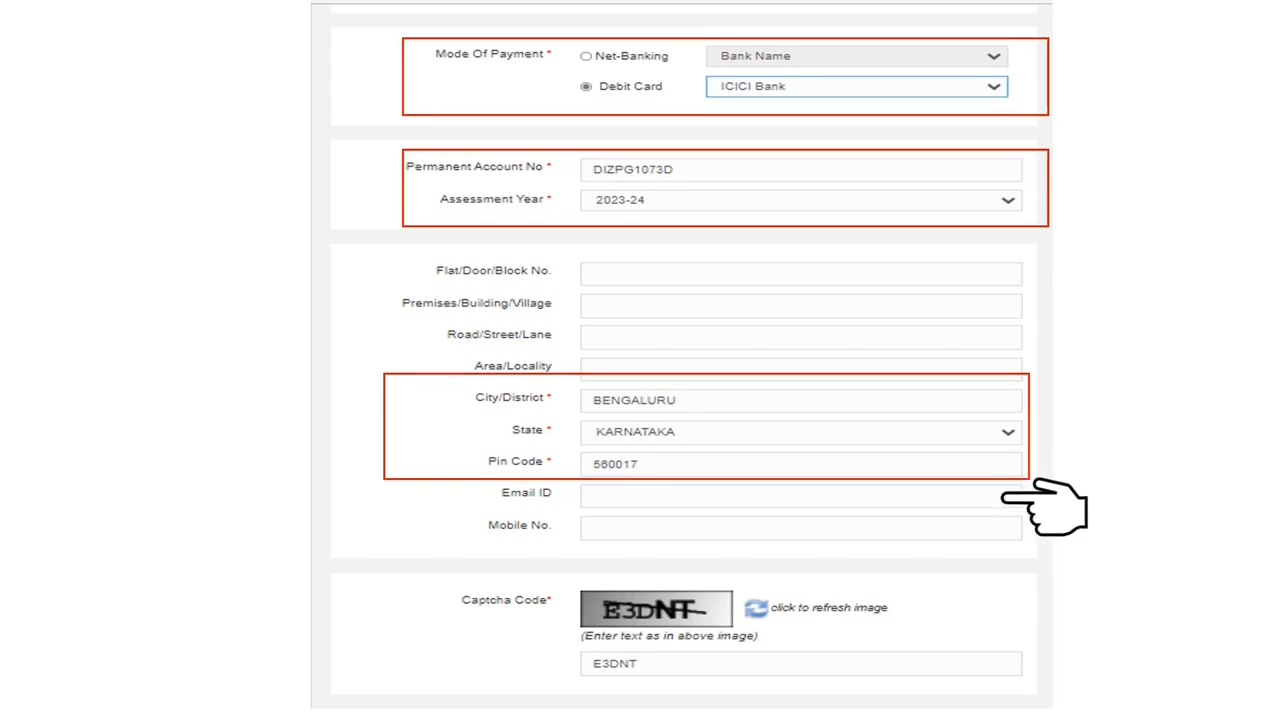 Mode Of Payment * Net-Banking Bank Name
Debit Card ICICI Bank
Permanent Account No * DIZPG1073D
Assessment Year * 2023-24
Flat/Door/Block No.
Premises/Building/Village
Road/Street/Lane
Area/Locality
City/District * BENGALURU
State * KARNATAKA
Pin Code * 560017
Email ID
Mobile No.
Captcha Code* E3DNT click to refresh image
(Enter text as in above image)
E3DNT